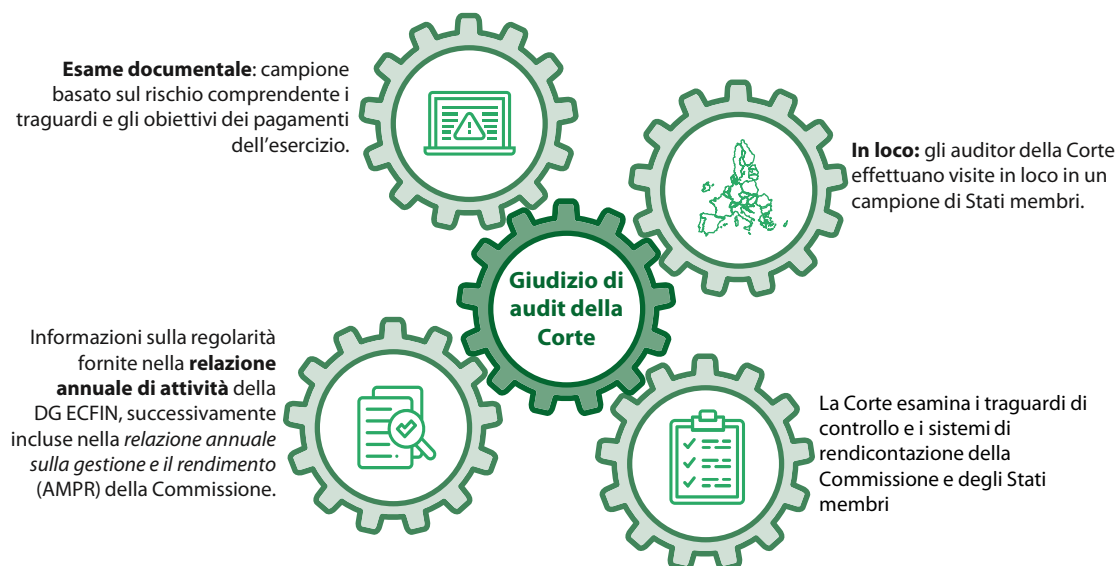 Esame documentale: campione
basato sul rischio comprendente i
traguardi e gli obiettivi dei pagamenti
dell’esercizio.
In loco: gli auditor della Corte
effettuano visite in loco in un
campione di Stati membri.
Giudizio di
audit della
Corte
Informazioni sulla regolarità
fornite nella relazione
annuale di attività della
DG ECFIN, successivamente
incluse nella relazione annuale
sulla gestione e il rendimento
(AMPR) della Commissione.
La Corte esamina i traguardi di
controllo e i sistemi di
rendicontazione della
Commissione e degli Stati
membri